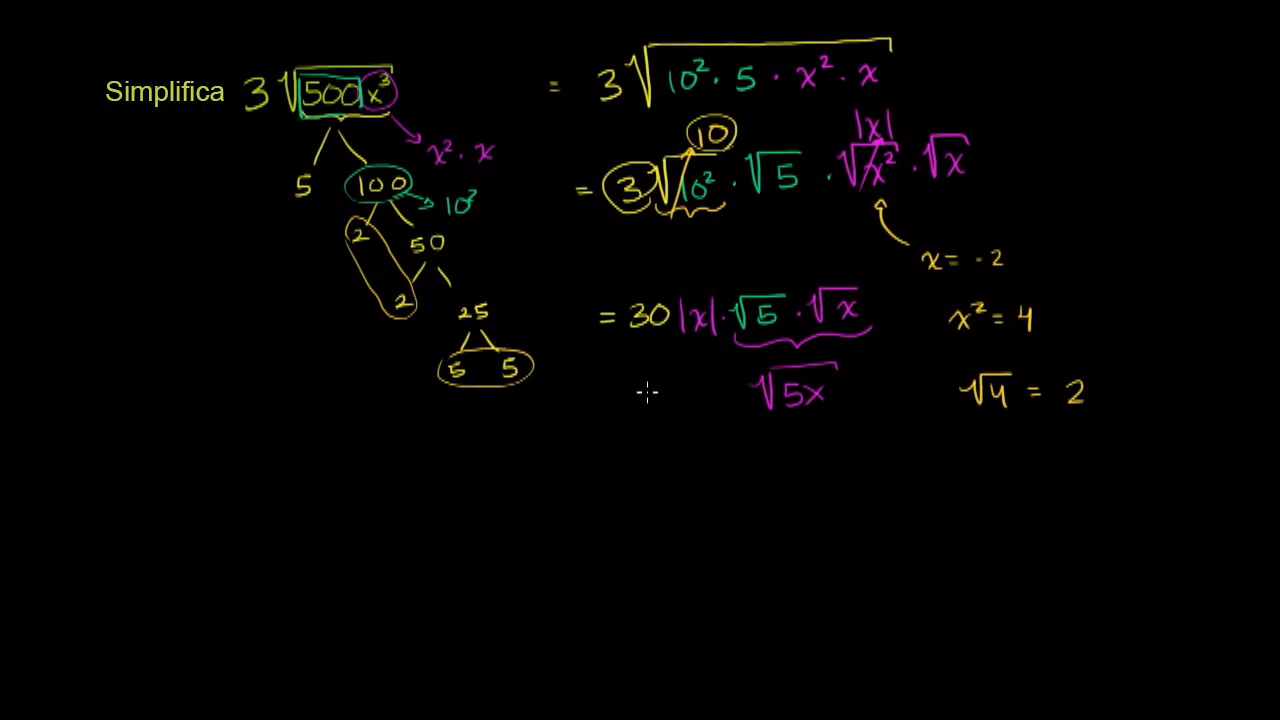 Simplifica 3√500x³ = 3√10²·5·x²·x
x²·x
10 |x|
5 100 10² = 3√10²·√5·√x²·√x
2 50 x = -2
2 25 = 30|x|·√5·√x x² = 4
5 5 √5x √4 = 2